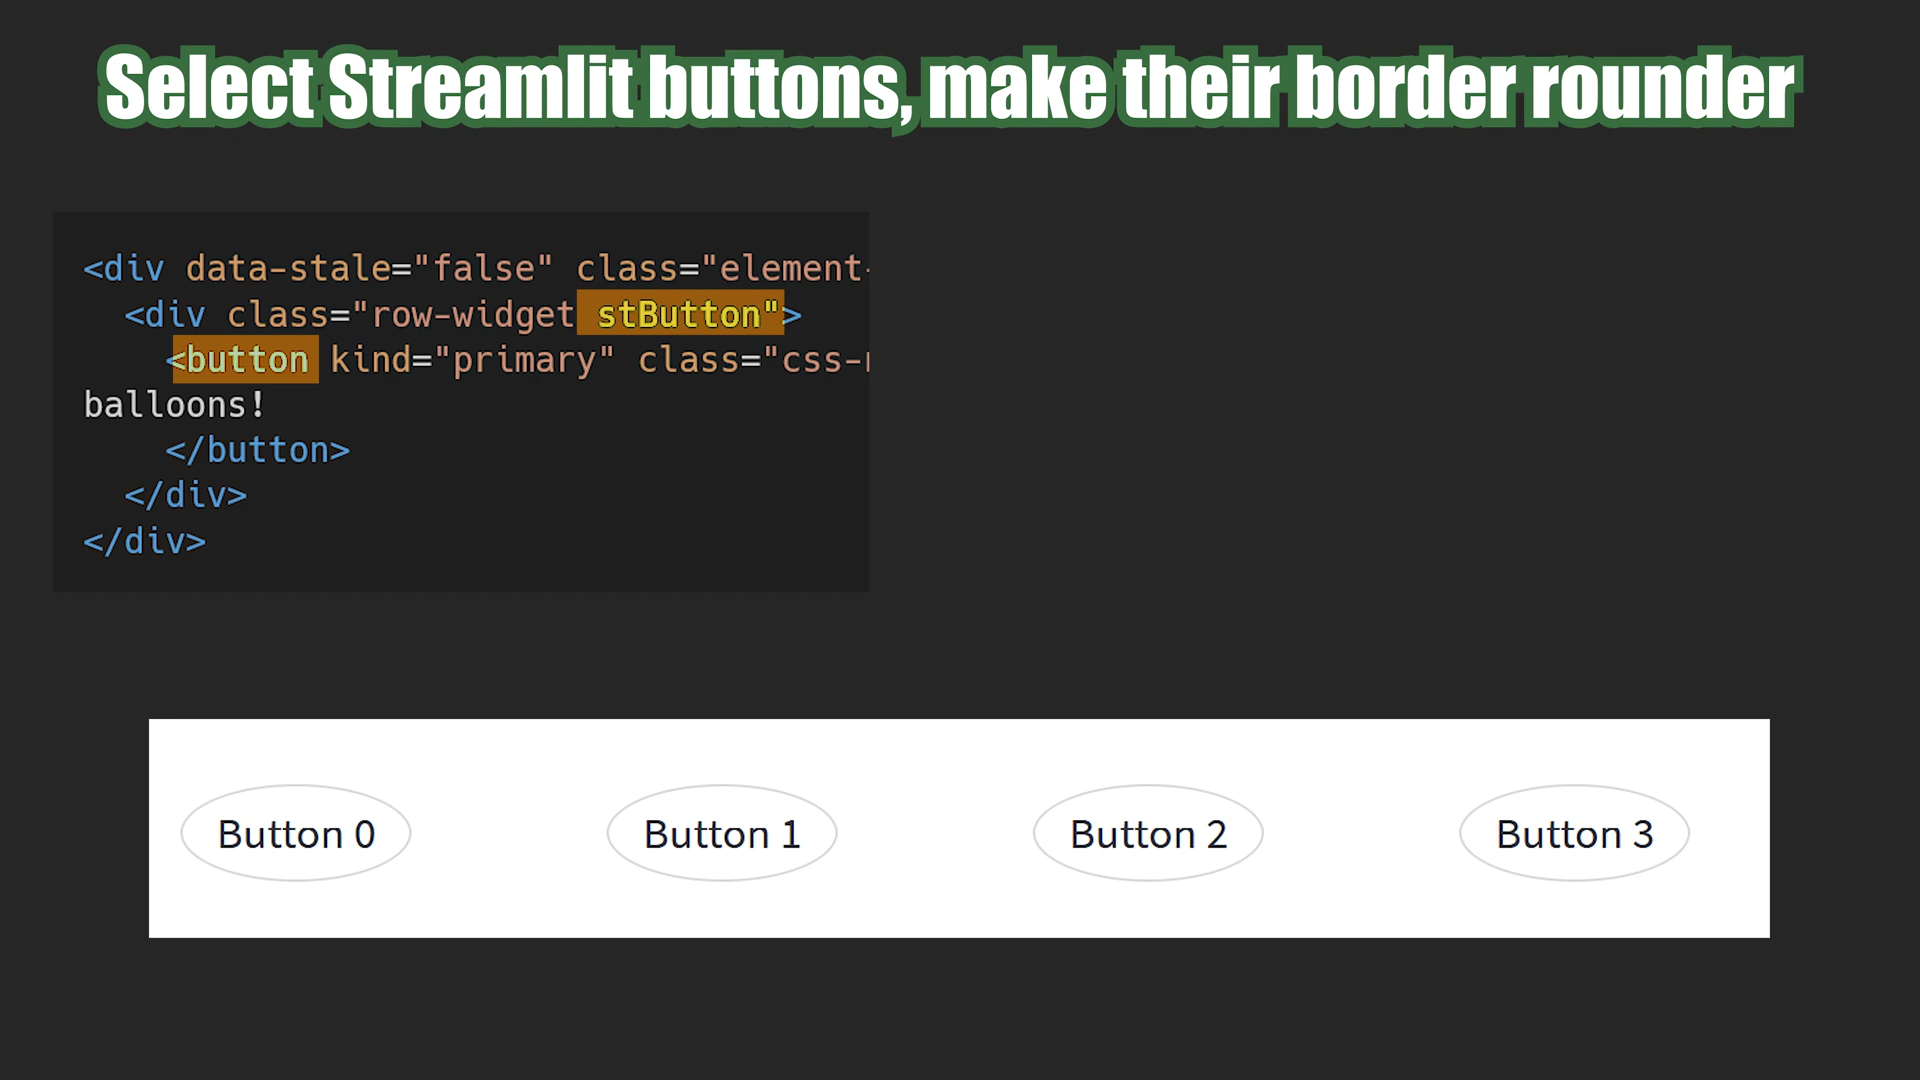 Select Streamlit buttons, make their border rounder
<div data-stale="false" class="element-
<div class="row-widget stButton">
<button kind="primary" class="css-
balloons!
</button>
</div>
</div>
Button 0
Button 1
Button 2
Button 3